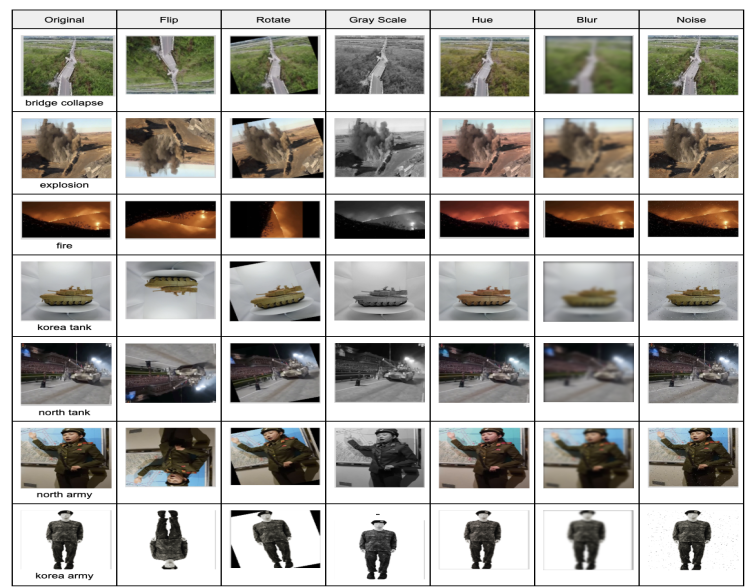 Original Flip Rotate Gray Scale Hue Blur Noise
bridge collapse
explosion
fire
korea tank
north tank
north army
korea army